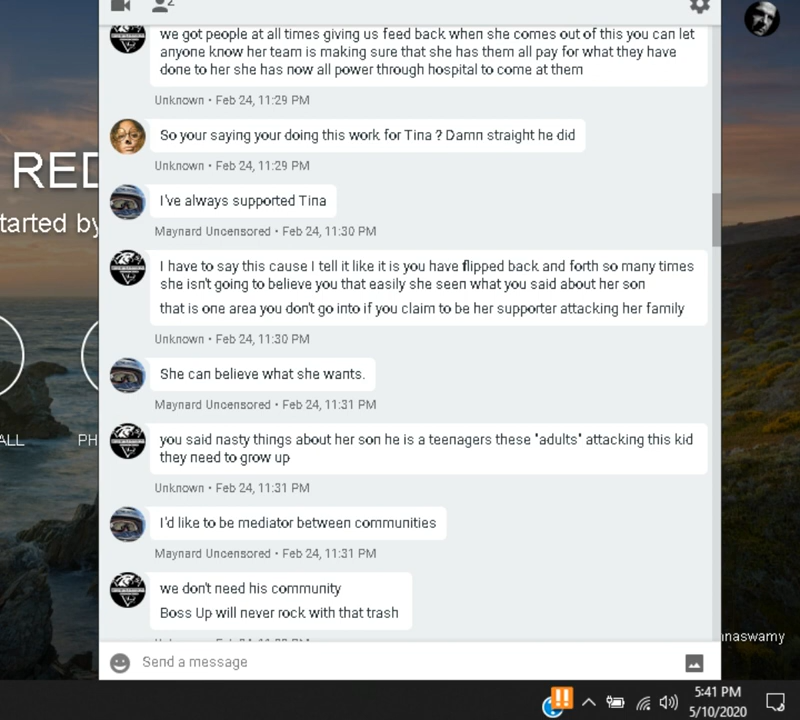 we got people at all times giving us feed back when she comes out of this you can let
anyone know her team is making sure that she has them all pay for what they have
done to her she has now all power through hospital to come at them
Unknown • Feb 24, 11:29 PM
So your saying your doing this work for Tina ? Damn straight he did
Unknown • Feb 24, 11:29 PM
I've always supported Tina
Maynard Uncensored • Feb 24, 11:30 PM
I have to say this cause I tell it like it is you have flipped back and forth so many times
she isn't going to believe you that easily she seen what you said about her son
that is one area you don't go into if you claim to be her supporter attacking her family
Unknown • Feb 24, 11:30 PM
She can believe what she wants.
Maynard Uncensored • Feb 24, 11:31 PM
you said nasty things about her son he is a teenagers these "adults" attacking this kid
they need to grow up
Unknown • Feb 24, 11:31 PM
I'd like to be mediator between communities
Maynard Uncensored • Feb 24, 11:31 PM
we don't need his community
Boss Up will never rock with that trash
Send a message
2
RED
tarted by
ALL
PH
nnaswamy
5:41 PM
5/10/2020